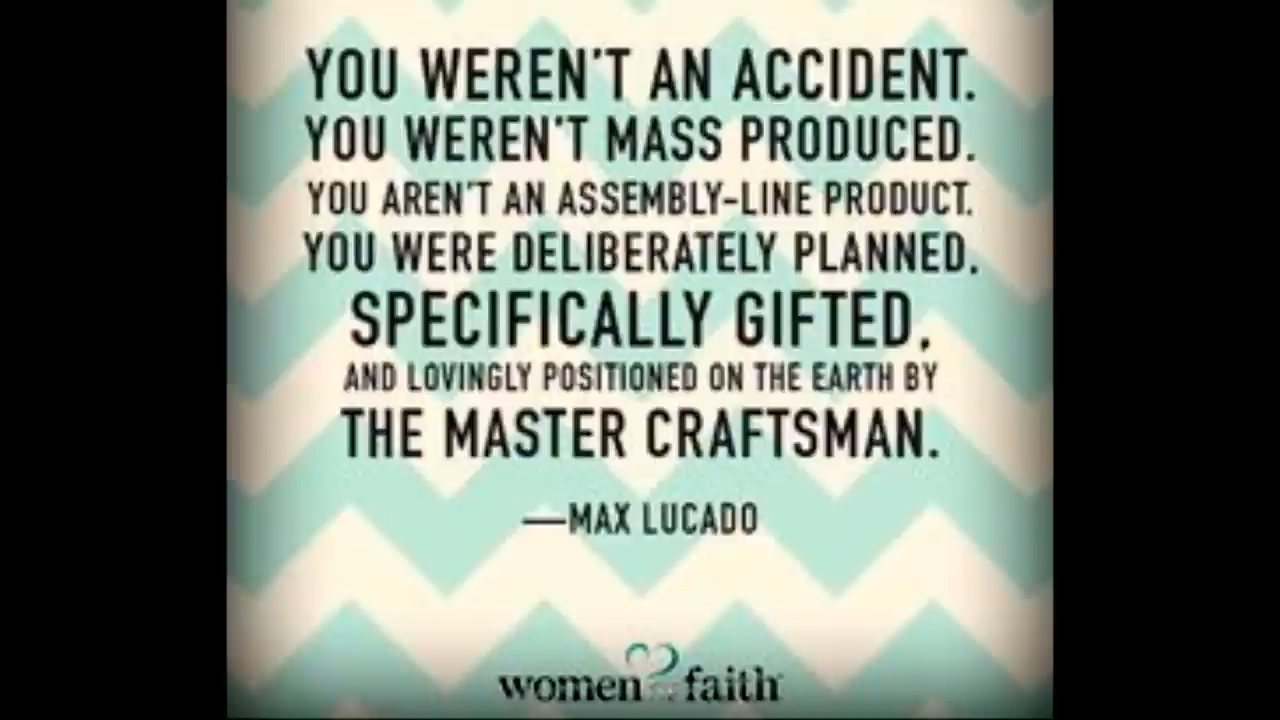 YOU WEREN'T AN ACCIDENT.
YOU WEREN'T MASS PRODUCED.
YOU AREN'T AN ASSEMBLY-LINE PRODUCT.
YOU WERE DELIBERATELY PLANNED,
SPECIFICALLY GIFTED,
AND LOVINGLY POSITIONED ON THE EARTH BY
THE MASTER CRAFTSMAN.
—MAX LUCADO
women faith